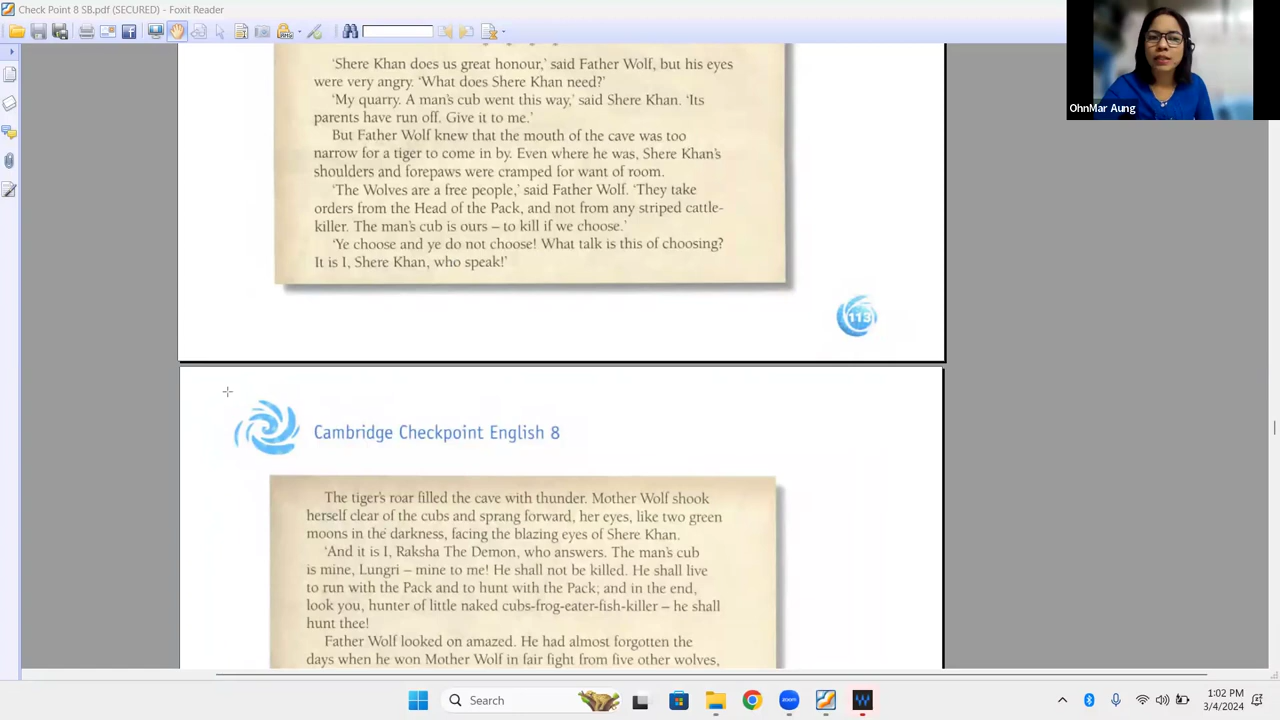 Check Point 8 SB.pdf (SECURED) - Foxit Reader
OhnMar Aung
'Shere Khan does us great honour,' said Father Wolf, but his eyes
were very angry. 'What does Shere Khan need?'
'My quarry. A man's cub went this way,' said Shere Khan. 'Its
parents have run off. Give it to me.'
But Father Wolf knew that the mouth of the cave was too
narrow for a tiger to come in by. Even where he was, Shere Khan's
shoulders and forepaws were cramped for want of room.
'The Wolves are a free people,' said Father Wolf. 'They take
orders from the Head of the Pack, and not from any striped cattle-
killer. The man's cub is ours – to kill if we choose.'
'Ye choose and ye do not choose! What talk is this of choosing?
It is I, Shere Khan, who speak!'
113
Cambridge Checkpoint English 8
The tiger's roar filled the cave with thunder. Mother Wolf shook
herself clear of the cubs and sprang forward, her eyes, like two green
moons in the darkness, facing the blazing eyes of Shere Khan.
'And it is I, Raksha The Demon, who answers. The man's cub
is mine, Lungri – mine to me! He shall not be killed. He shall live
to run with the Pack and to hunt with the Pack; and in the end,
look you, hunter of little naked cubs-frog-eater-fish-killer – he shall
hunt thee!
Father Wolf looked on amazed. He had almost forgotten the
days when he won Mother Wolf in fair fight from five other wolves,
Search
zoom
1:02 PM
3/4/2024